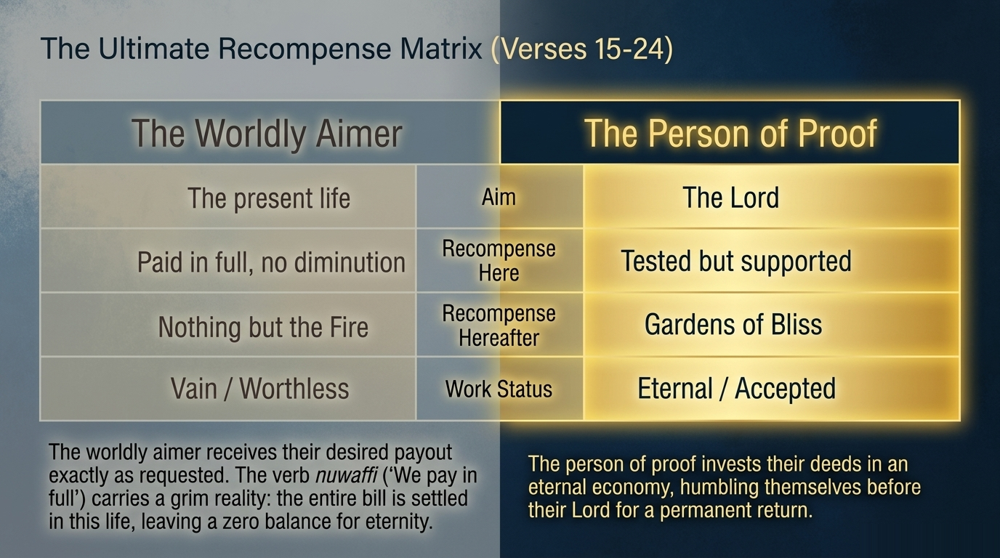 The Ultimate Recompense Matrix (Verses 15-24)
The Worldly Aimer
The Person of Proof
The present life
Aim
The Lord
Paid in full, no diminution
Recompense
Here
Tested but supported
Nothing but the Fire
Recompense
Hereafter
Gardens of Bliss
Vain / Worthless
Work Status
Eternal / Accepted
The worldly aimer receives their desired payout
exactly as requested. The verb nuwaffi (‘We pay in
full’) carries a grim reality: the entire bill is settled
in this life, leaving a zero balance for eternity.
The person of proof invests their deeds in an
eternal economy, humbling themselves before
their Lord for a permanent return.